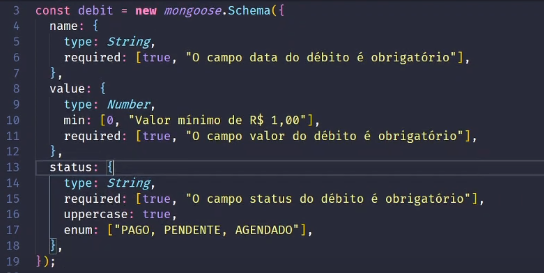 3 const debit = new mongoose.Schema({
4 name: {
5 type: String,
6 required: [true, "O campo data do débito é obrigatório"],
7 },
8 value: {
9 type: Number,
10 min: [0, "Valor mínimo de R$ 1,00"],
11 required: [true, "O campo valor do débito é obrigatório"],
12 },
13 status: {
14 type: String,
15 required: [true, "O campo status do débito é obrigatório"],
16 uppercase: true,
17 enum: ["PAGO, PENDENTE, AGENDADO"],
18 },
19 });